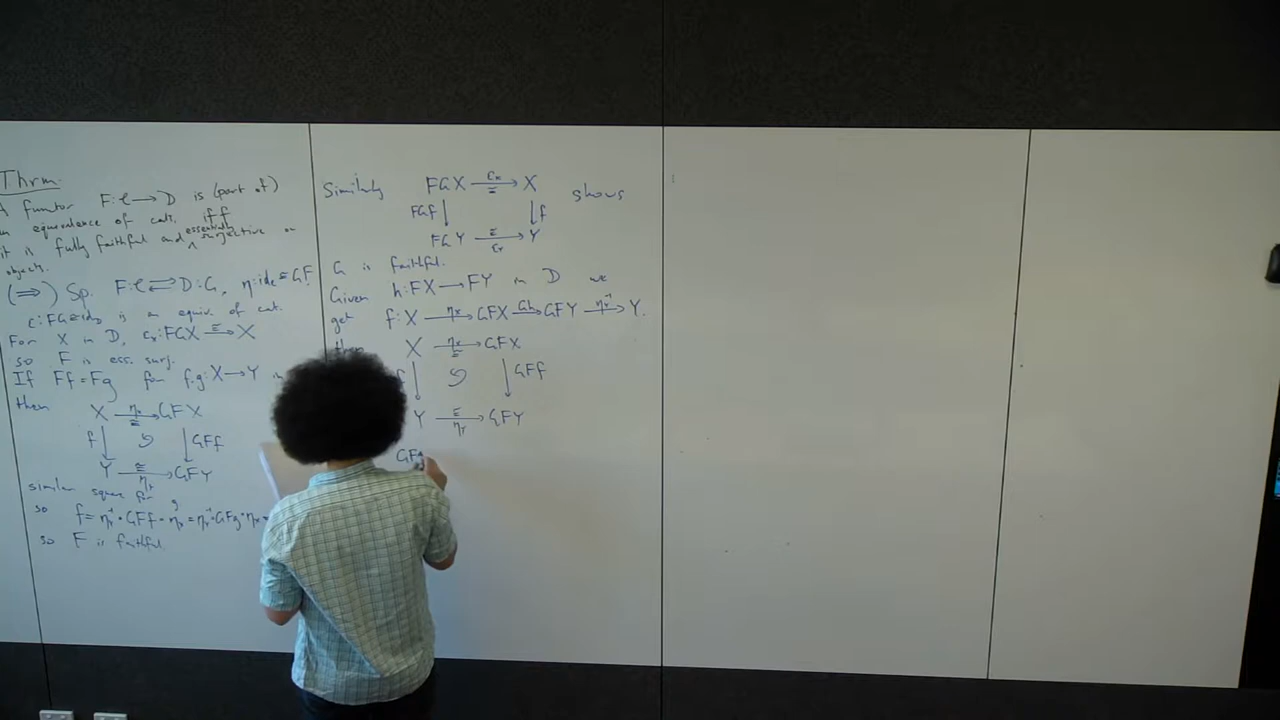 Thrm.
A functor F: C → D is (part of)
an equivalence of cats. iff
it is fully faithful and essentially surjective on
objects.
(⇒) Sp. F: C ⇄ D :G, η: id_C ≅ GF
ε: FG ≅ id_D is a equiv. of cat.
For X in D, ε_X: FGX ≅→ X
so F is ess. surj.
If Ff = Fg for f,g: X → Y
then X η_X→ GFX
f ↓ ↓ GFf
Y ≅→ GFY
η_Y
similar square for g
so f = η_Y⁻¹ ∘ GFf ∘ η_X = η_Y⁻¹ ∘ GFg ∘ η_X =
so F is faithful
Similarly FGX ε_X→ X shows
FGf ↓ ↓ f
FGY ≅→ Y
ε_Y
G is faithful.
Given h: FX → FY in D we
get f: X η_X→ GFX Gh→ GFY η_Y⁻¹→ Y.
then X η_X→ GFX
f ↓ ↓ GFf
Y ≅→ GFY
η_Y
GF